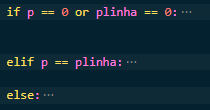 if p == 0 or plinha == 0:···
elif p == plinha:···
else:···